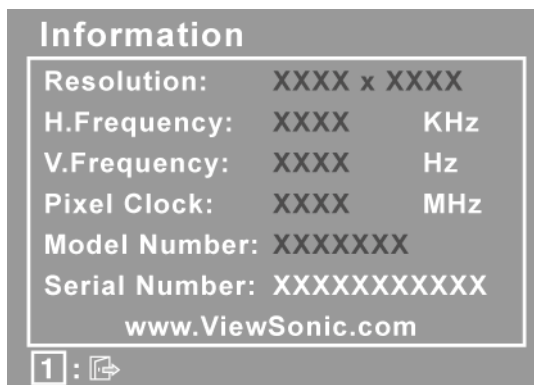 Information
Resolution: XXXX x XXXX
H.Frequency: XXXX KHz
V.Frequency: XXXX Hz
Pixel Clock: XXXX MHz
Model Number: XXXXXXX
Serial Number: XXXXXXXXXXX
www.ViewSonic.com
1 :